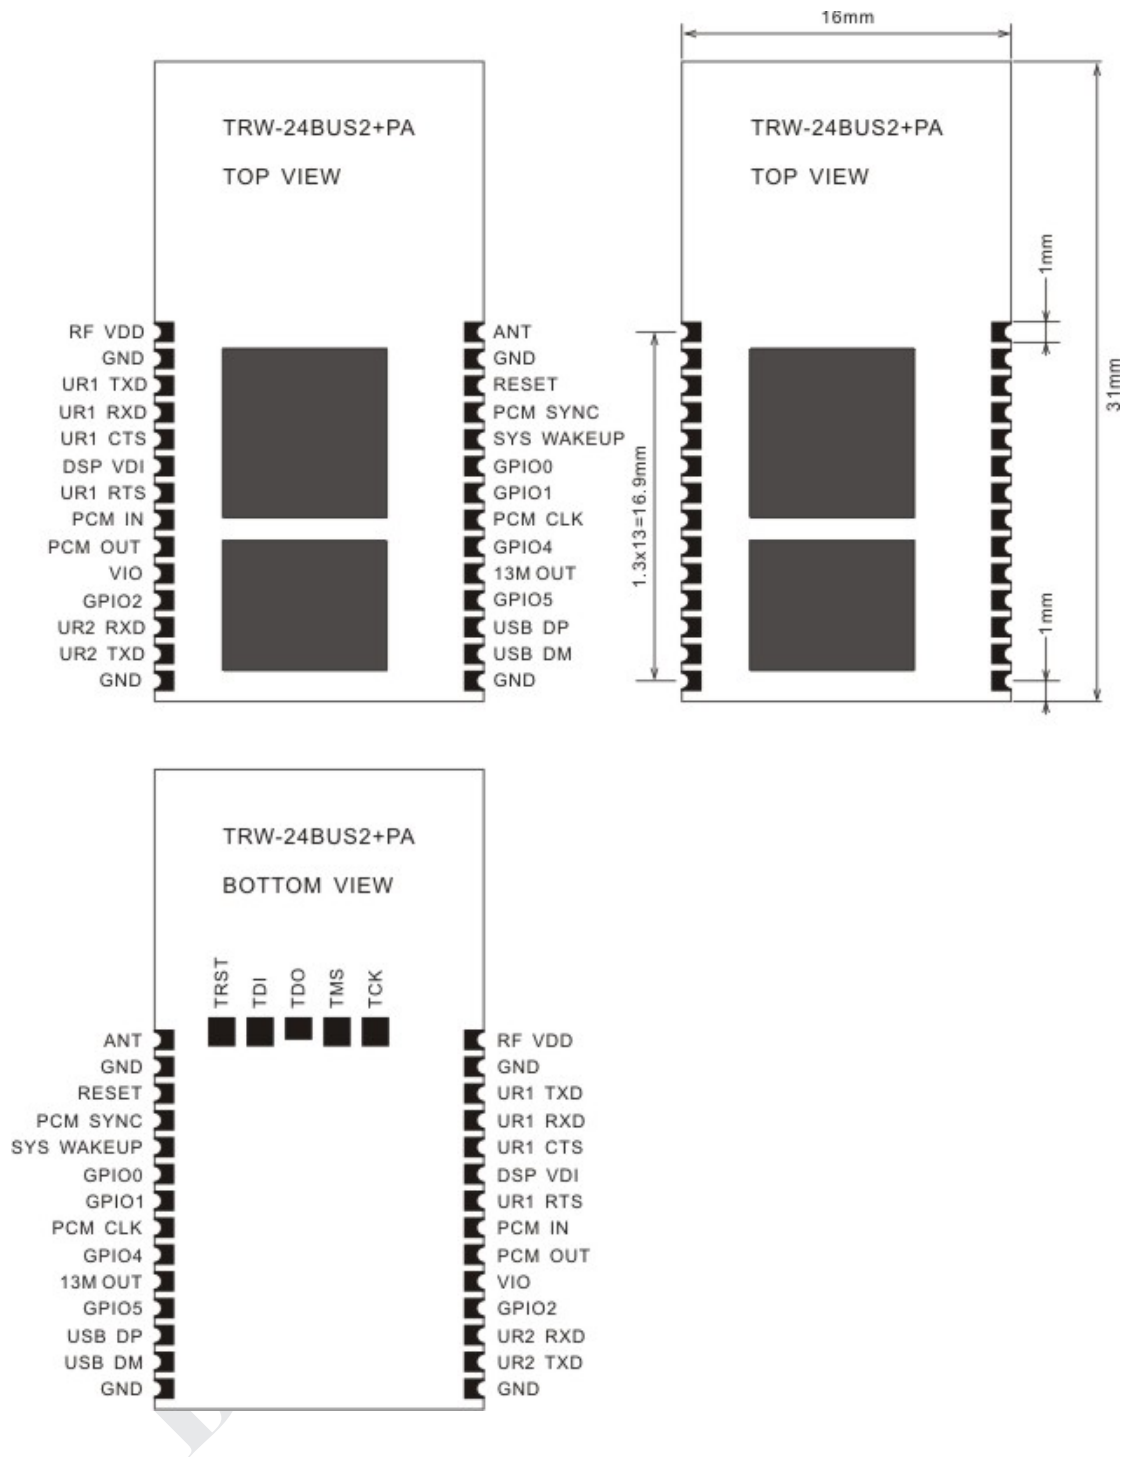 16mm
TRW-24BUS2+PA
TOP VIEW
RF VDD
GND
UR1 TXD
UR1 RXD
UR1 CTS
DSP VDI
UR1 RTS
PCM IN
PCM OUT
VIO
GPIO2
UR2 RXD
UR2 TXD
GND
ANT
GND
RESET
PCM SYNC
SYS WAKEUP
GPIO0
GPIO1
PCM CLK
GPIO4
13M OUT
GPIO5
USB DP
USB DM
GND
TRW-24BUS2+PA
TOP VIEW
1.3x13=16.9mm
1mm
1mm
31mm
TRW-24BUS2+PA
BOTTOM VIEW
TRST
TDI
TDO
TMS
TCK
ANT
GND
RESET
PCM SYNC
SYS WAKEUP
GPIO0
GPIO1
PCM CLK
GPIO4
13M OUT
GPIO5
USB DP
USB DM
GND
RF VDD
GND
UR1 TXD
UR1 RXD
UR1 CTS
DSP VDI
UR1 RTS
PCM IN
PCM OUT
VIO
GPIO2
UR2 RXD
UR2 TXD
GND